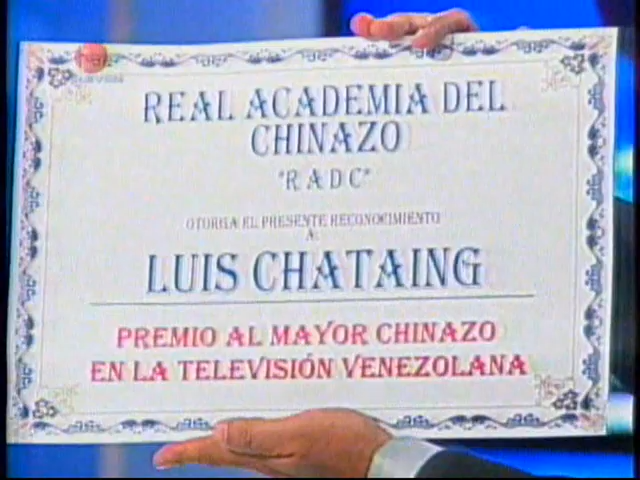 REAL ACADEMIA DEL
CHINAZO
"RADC"
OTORGA EL PRESENTE RECONOCIMIENTO
A:
LUIS CHATAING
PREMIO AL MAYOR CHINAZO
EN LA TELEVISIÓN VENEZOLANA